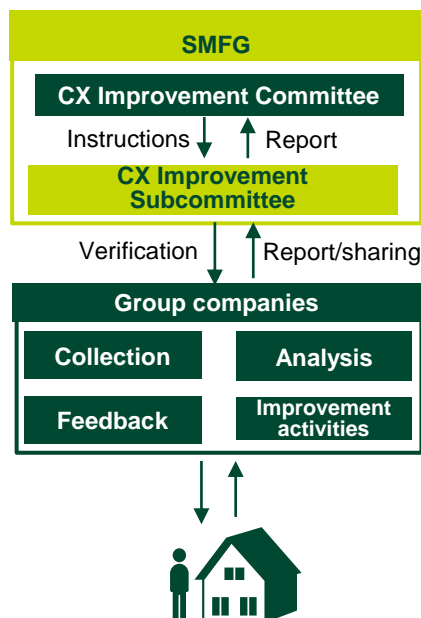 SMFG
CX Improvement Committee
Instructions
Report
CX Improvement
Subcommittee
Verification
Report/sharing
Group companies
Collection
Analysis
Feedback
Improvement
activities